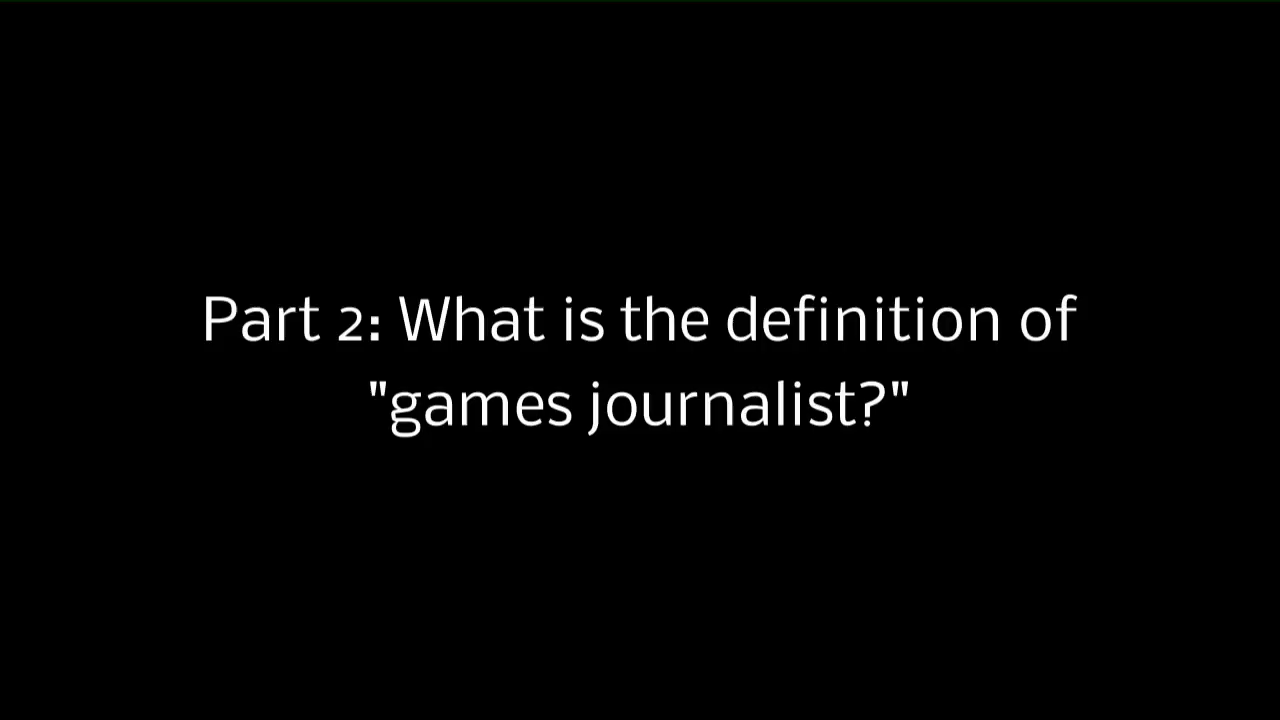 Part 2: What is the definition of
"games journalist?"